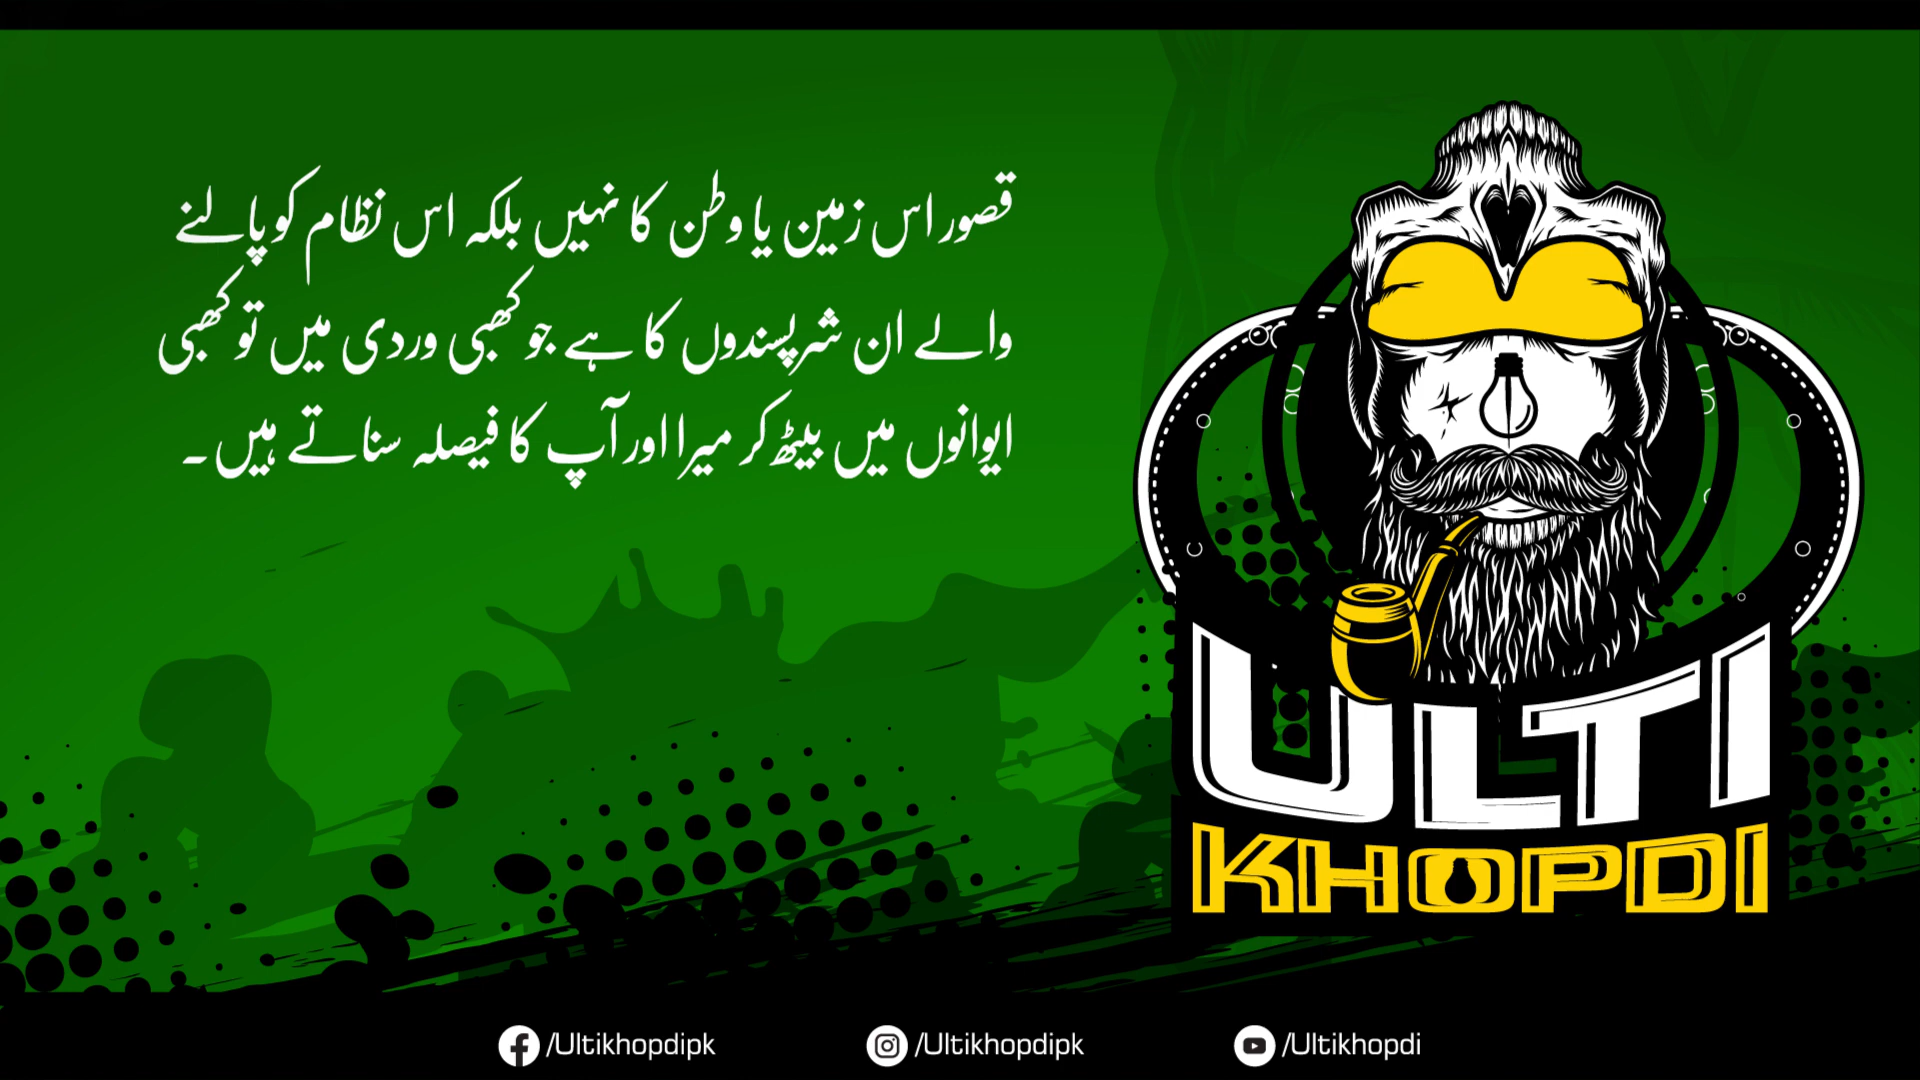 قصور اس زمین یا وطن کا نہیں بلکہ اس نظام کو پالنے
والے ان شرپسندوں کا ہے جو کبھی وردی میں تو کبھی
ایوانوں میں بیٹھ کر میرا اور آپ کا فیصلہ سناتے ہیں۔
ULTI
KHOPDI
/Ultikhopdipk
/Ultikhopdipk
/Ultikhopdi